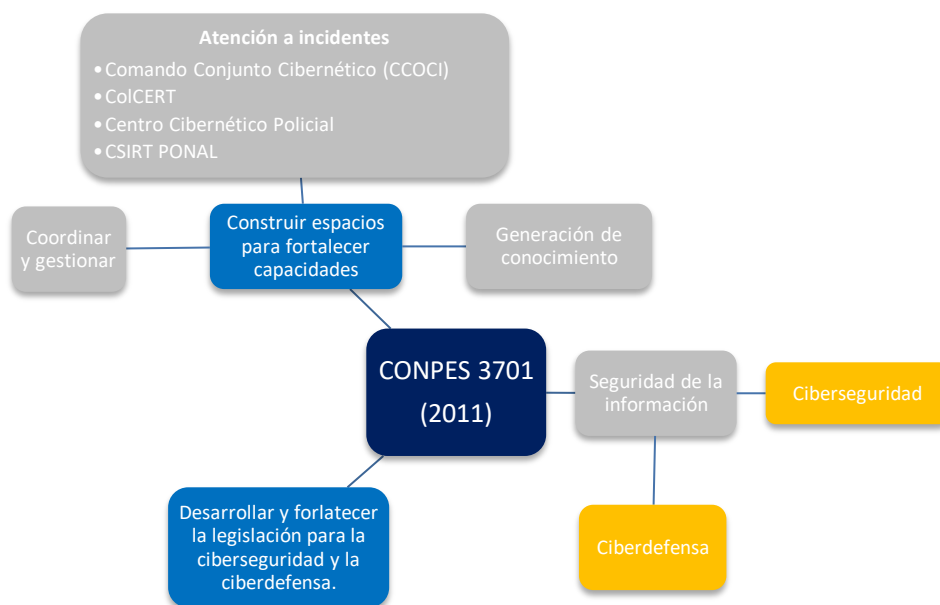 Atención a incidentes
•Comando Conjunto Cibernético (CCOCI)
•ColCERT
•Centro Cibernético Policial
•CSIRT PONAL
Coordinar
y gestionar
Construir espacios
para fortalecer
capacidades
Generación de
conocimiento
CONPES 3701
(2011)
Seguridad de la
información
Ciberseguridad
Desarrollar y forlatecer
la legislación para la
ciberseguridad y la
ciberdefensa.
Ciberdefensa